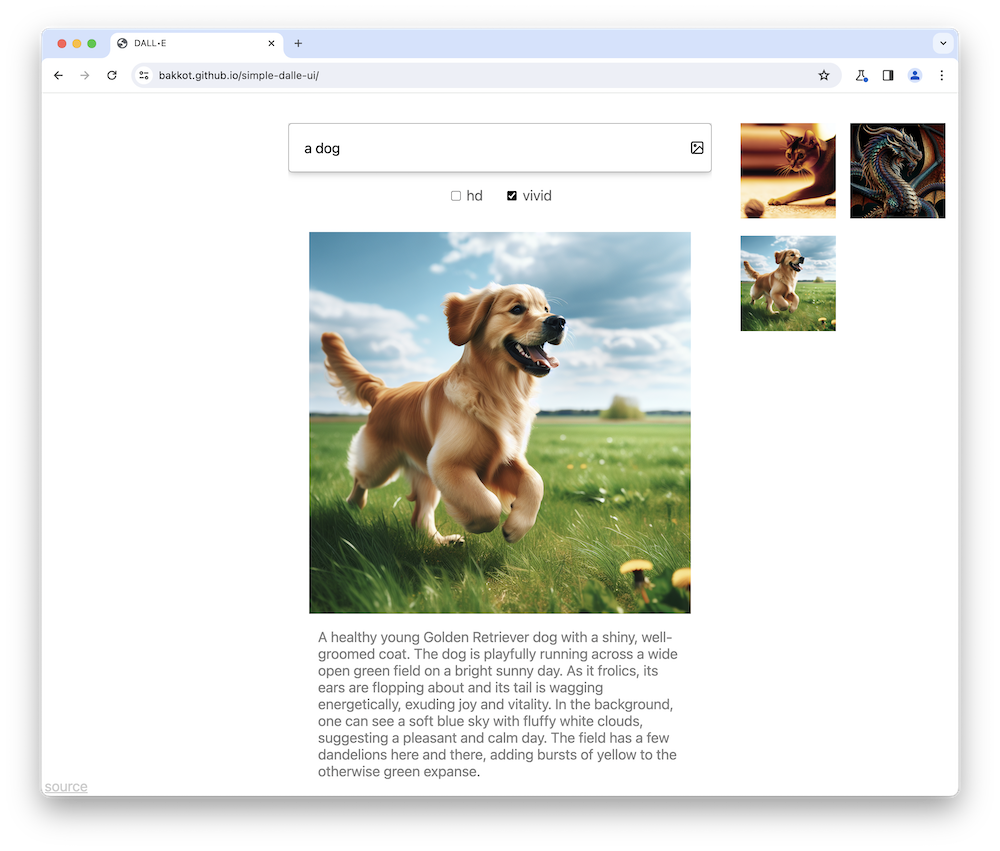 DALL•E
bakkot.github.io/simple-dalle-ui/
a dog
hd
vivid
A healthy young Golden Retriever dog with a shiny, well-
groomed coat. The dog is playfully running across a wide
open green field on a bright sunny day. As it frolics, its
ears are flopping about and its tail is wagging
energetically, exuding joy and vitality. In the background,
one can see a soft blue sky with fluffy white clouds,
suggesting a pleasant and calm day. The field has a few
dandelions here and there, adding bursts of yellow to the
otherwise green expanse.
source